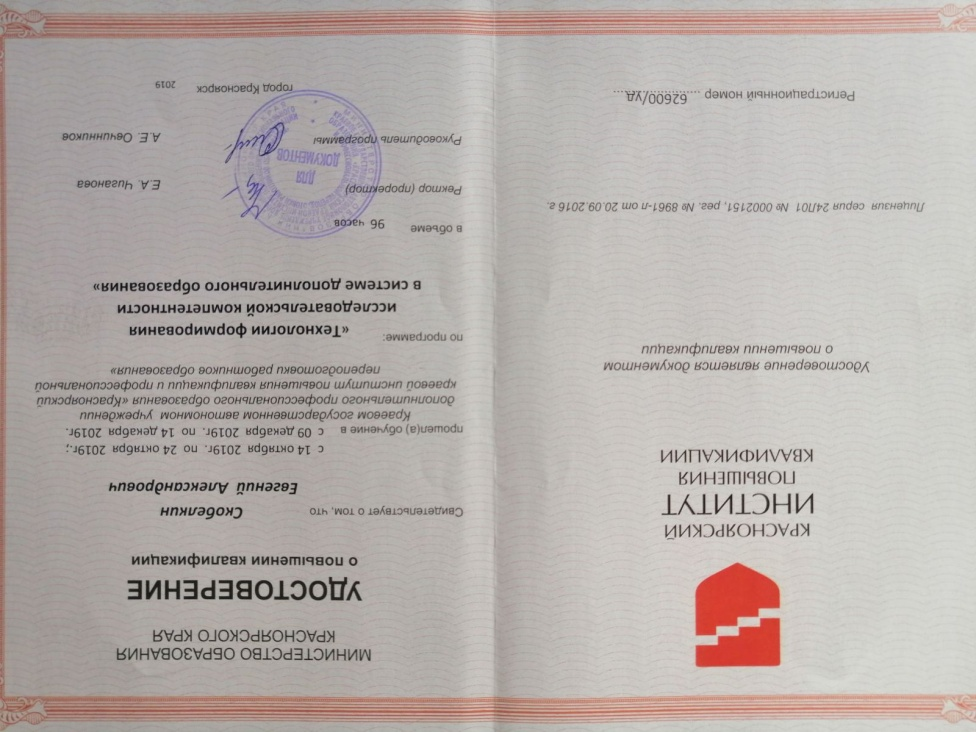 КРАСНОЯРСКИЙ
ИНСТИТУТ
ПОВЫШЕНИЯ
КВАЛИФИКАЦИИ
Удостоверение является документом
о повышении квалификации
Лицензия серия 24Л01 № 0002151, рег. № 8961-л от 20.09.2016 г.
Регистрационный номер 62600/уд
МИНИСТЕРСТВО ОБРАЗОВАНИЯ
КРАСНОЯРСКОГО КРАЯ
УДОСТОВЕРЕНИЕ
о повышении квалификации
Свидетельствует о том, что Скобелкин
Евгений Александрович
с 14 октября 2019г. по 24 октября 2019г.;
прошел(а) обучение в с 09 декабря 2019г. по 14 декабря 2019г.
Краевом государственном автономном учреждении
дополнительного профессионального образования «Красноярский
краевой институт повышения квалификации и профессиональной
переподготовки работников образования»
по программе: «Технологии формирования
исследовательской компетентности
в системе дополнительного образования»
в объеме 96 часов
Ректор (проректор) Е.А. Чиганова
Руководитель программы А.Е. Овчинников
город Красноярск 2019
ДЛЯ
ДОКУМЕНТОВ